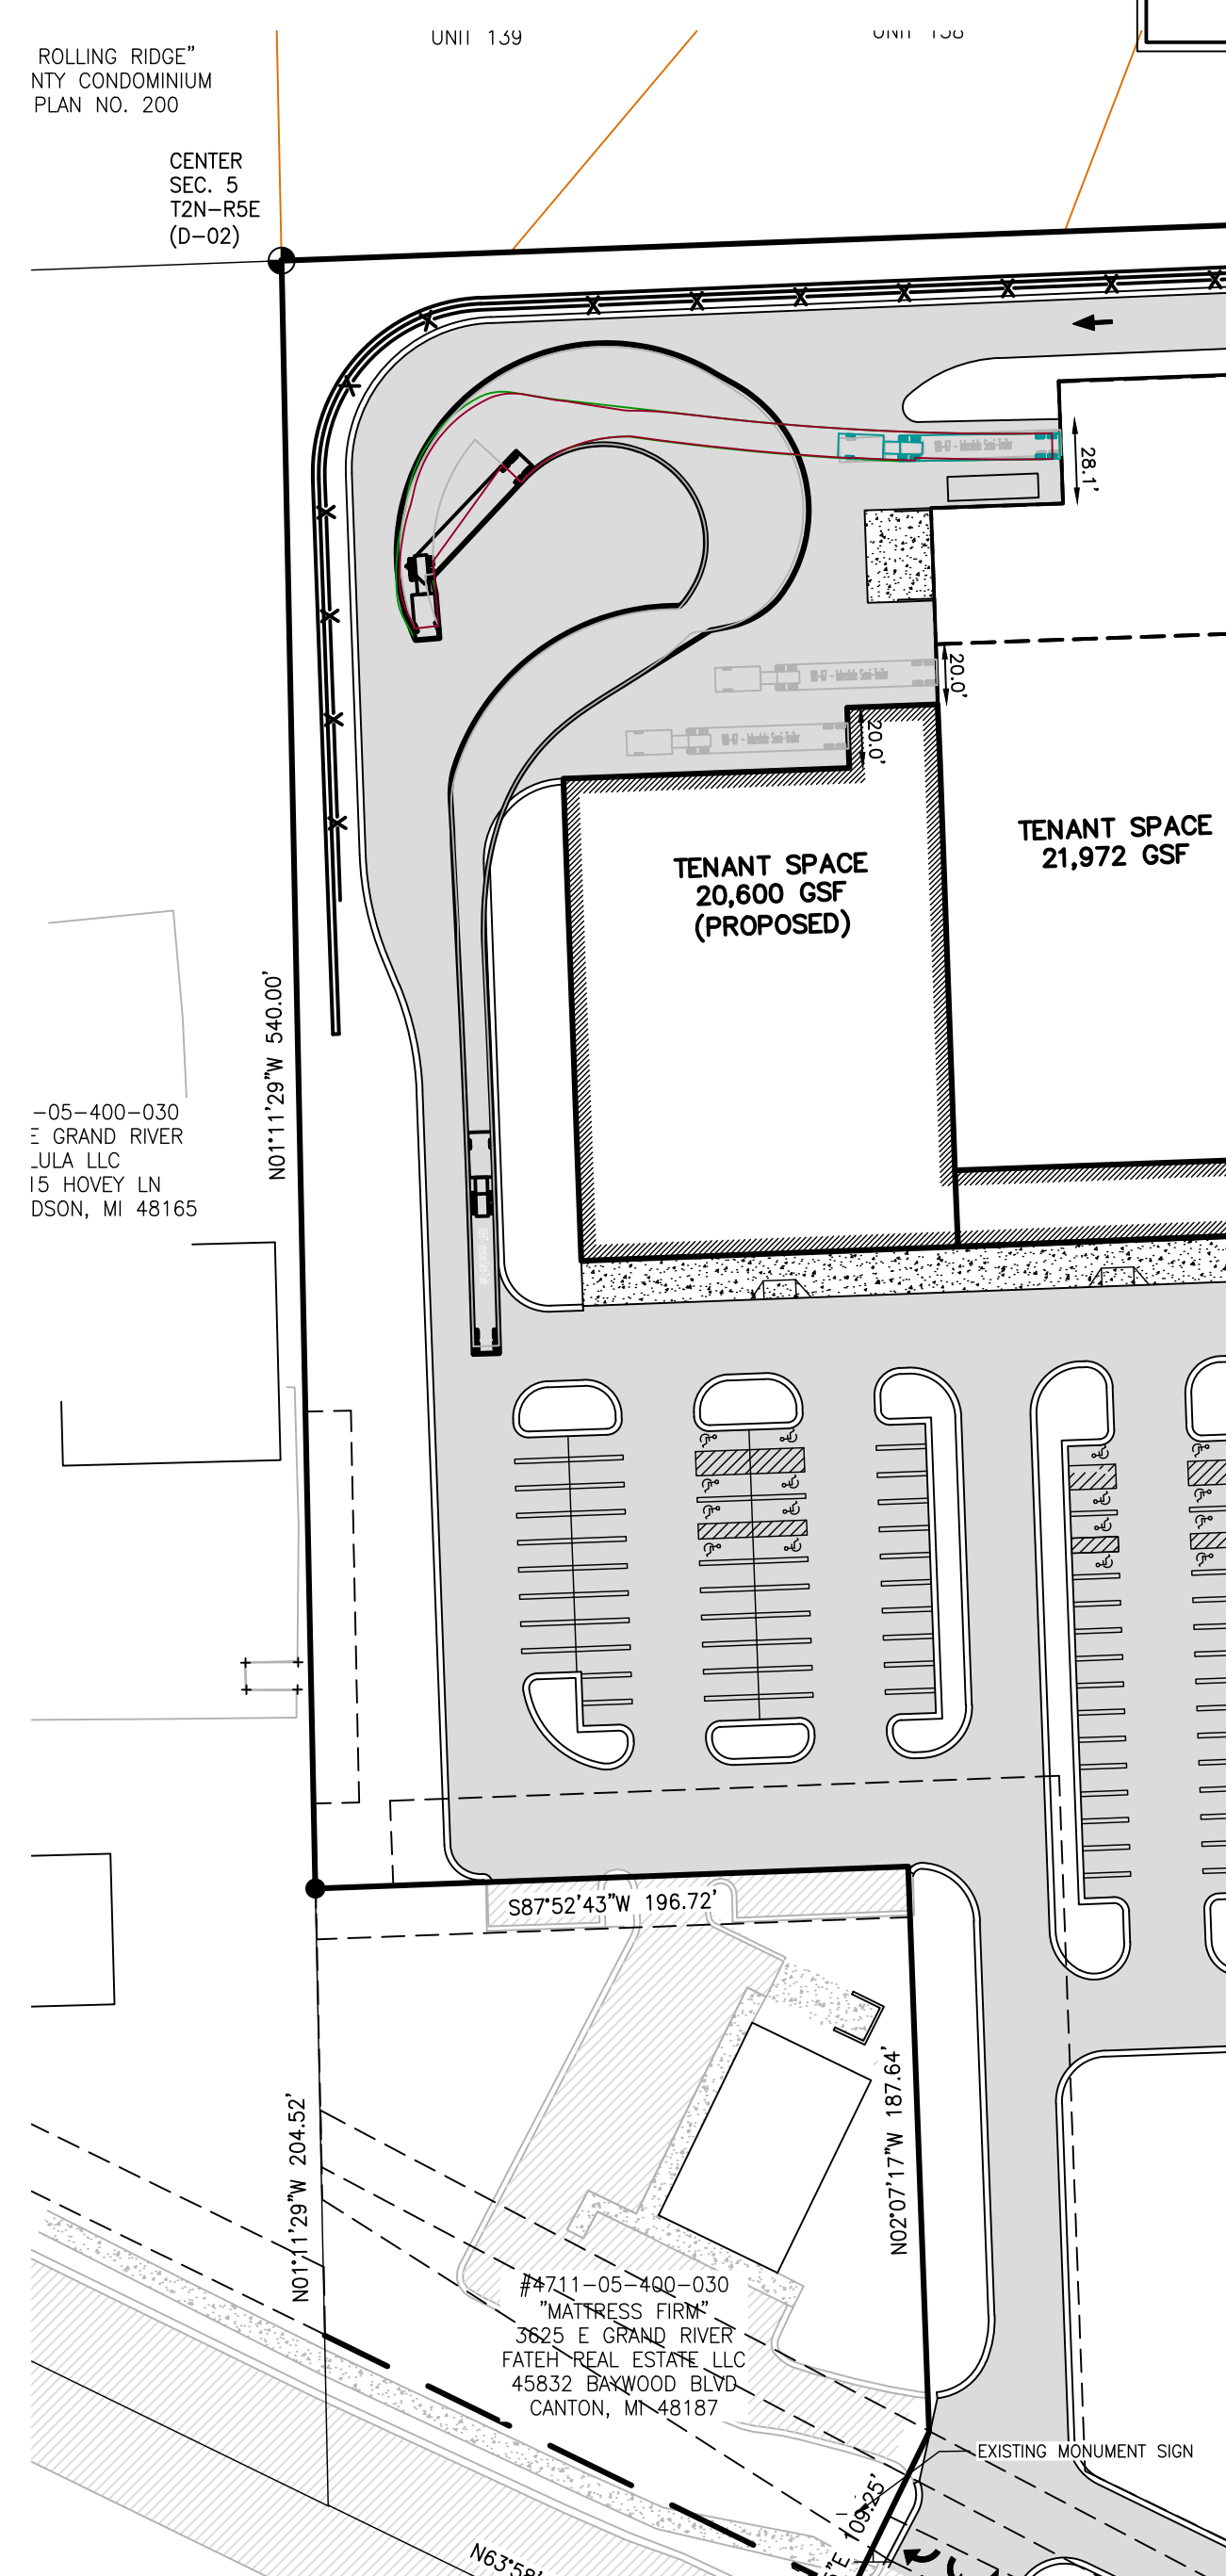 UNIT 139
UNIT 138
ROLLING RIDGE"
NTY CONDOMINIUM
PLAN NO. 200
CENTER
SEC. 5
T2N-R5E
(D-02)
28.1'
20.0'
20.0'
TENANT SPACE
20,600 GSF
(PROPOSED)
TENANT SPACE
21,972 GSF
N01°11'29"W 540.00'
-05-400-030
E GRAND RIVER
LULA LLC
15 HOVEY LN
DSON, MI 48165
S87°52'43"W 196.72'
N02°07'17"W 187.64'
N01°11'29"W 204.52'
#4711-05-400-030
"MATTRESS FIRM"
3625 E GRAND RIVER
FATEH REAL ESTATE LLC
45832 BAYWOOD BLVD
CANTON, MI 48187
EXISTING MONUMENT SIGN
"E 109.25'
N63°58'